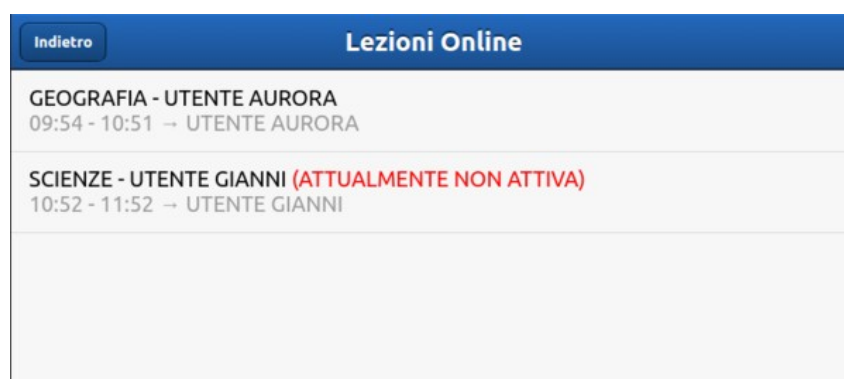 Indietro
Lezioni Online
GEOGRAFIA - UTENTE AURORA
09:54 - 10:51 → UTENTE AURORA
SCIENZE - UTENTE GIANNI (ATTUALMENTE NON ATTIVA)
10:52 - 11:52 → UTENTE GIANNI